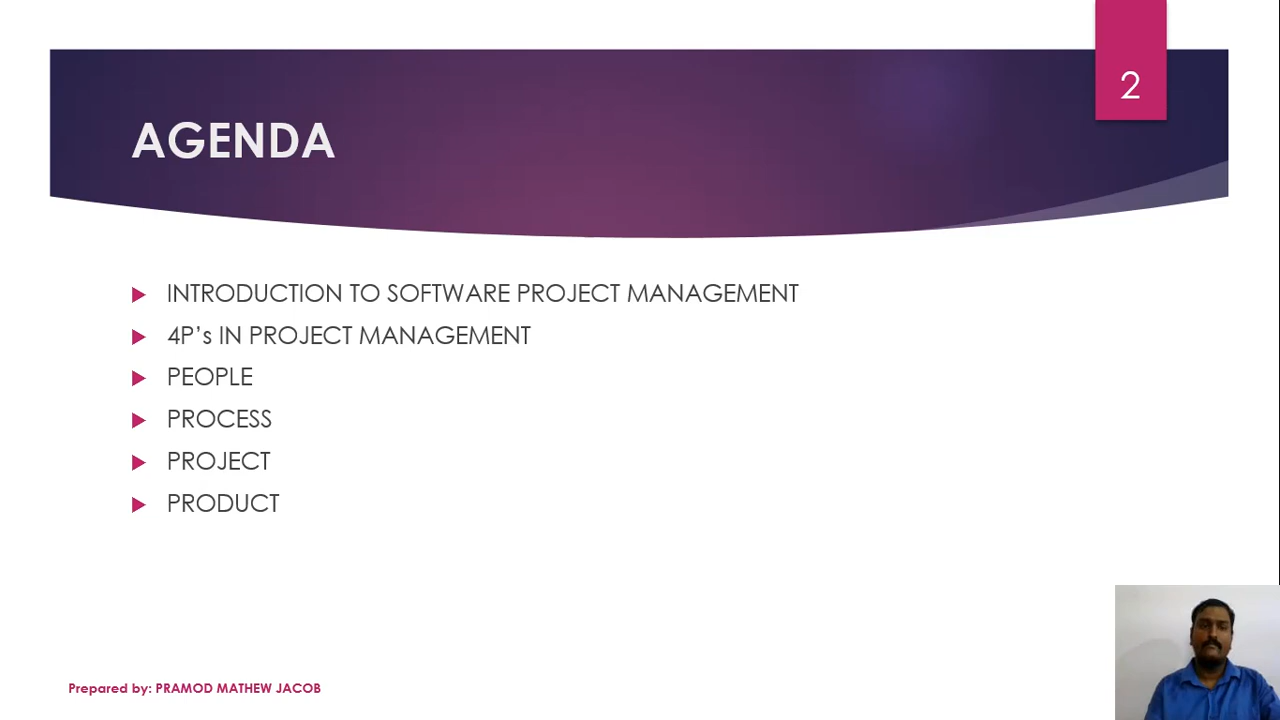 2
AGENDA
INTRODUCTION TO SOFTWARE PROJECT MANAGEMENT
4P’s IN PROJECT MANAGEMENT
PEOPLE
PROCESS
PROJECT
PRODUCT
Prepared by: PRAMOD MATHEW JACOB